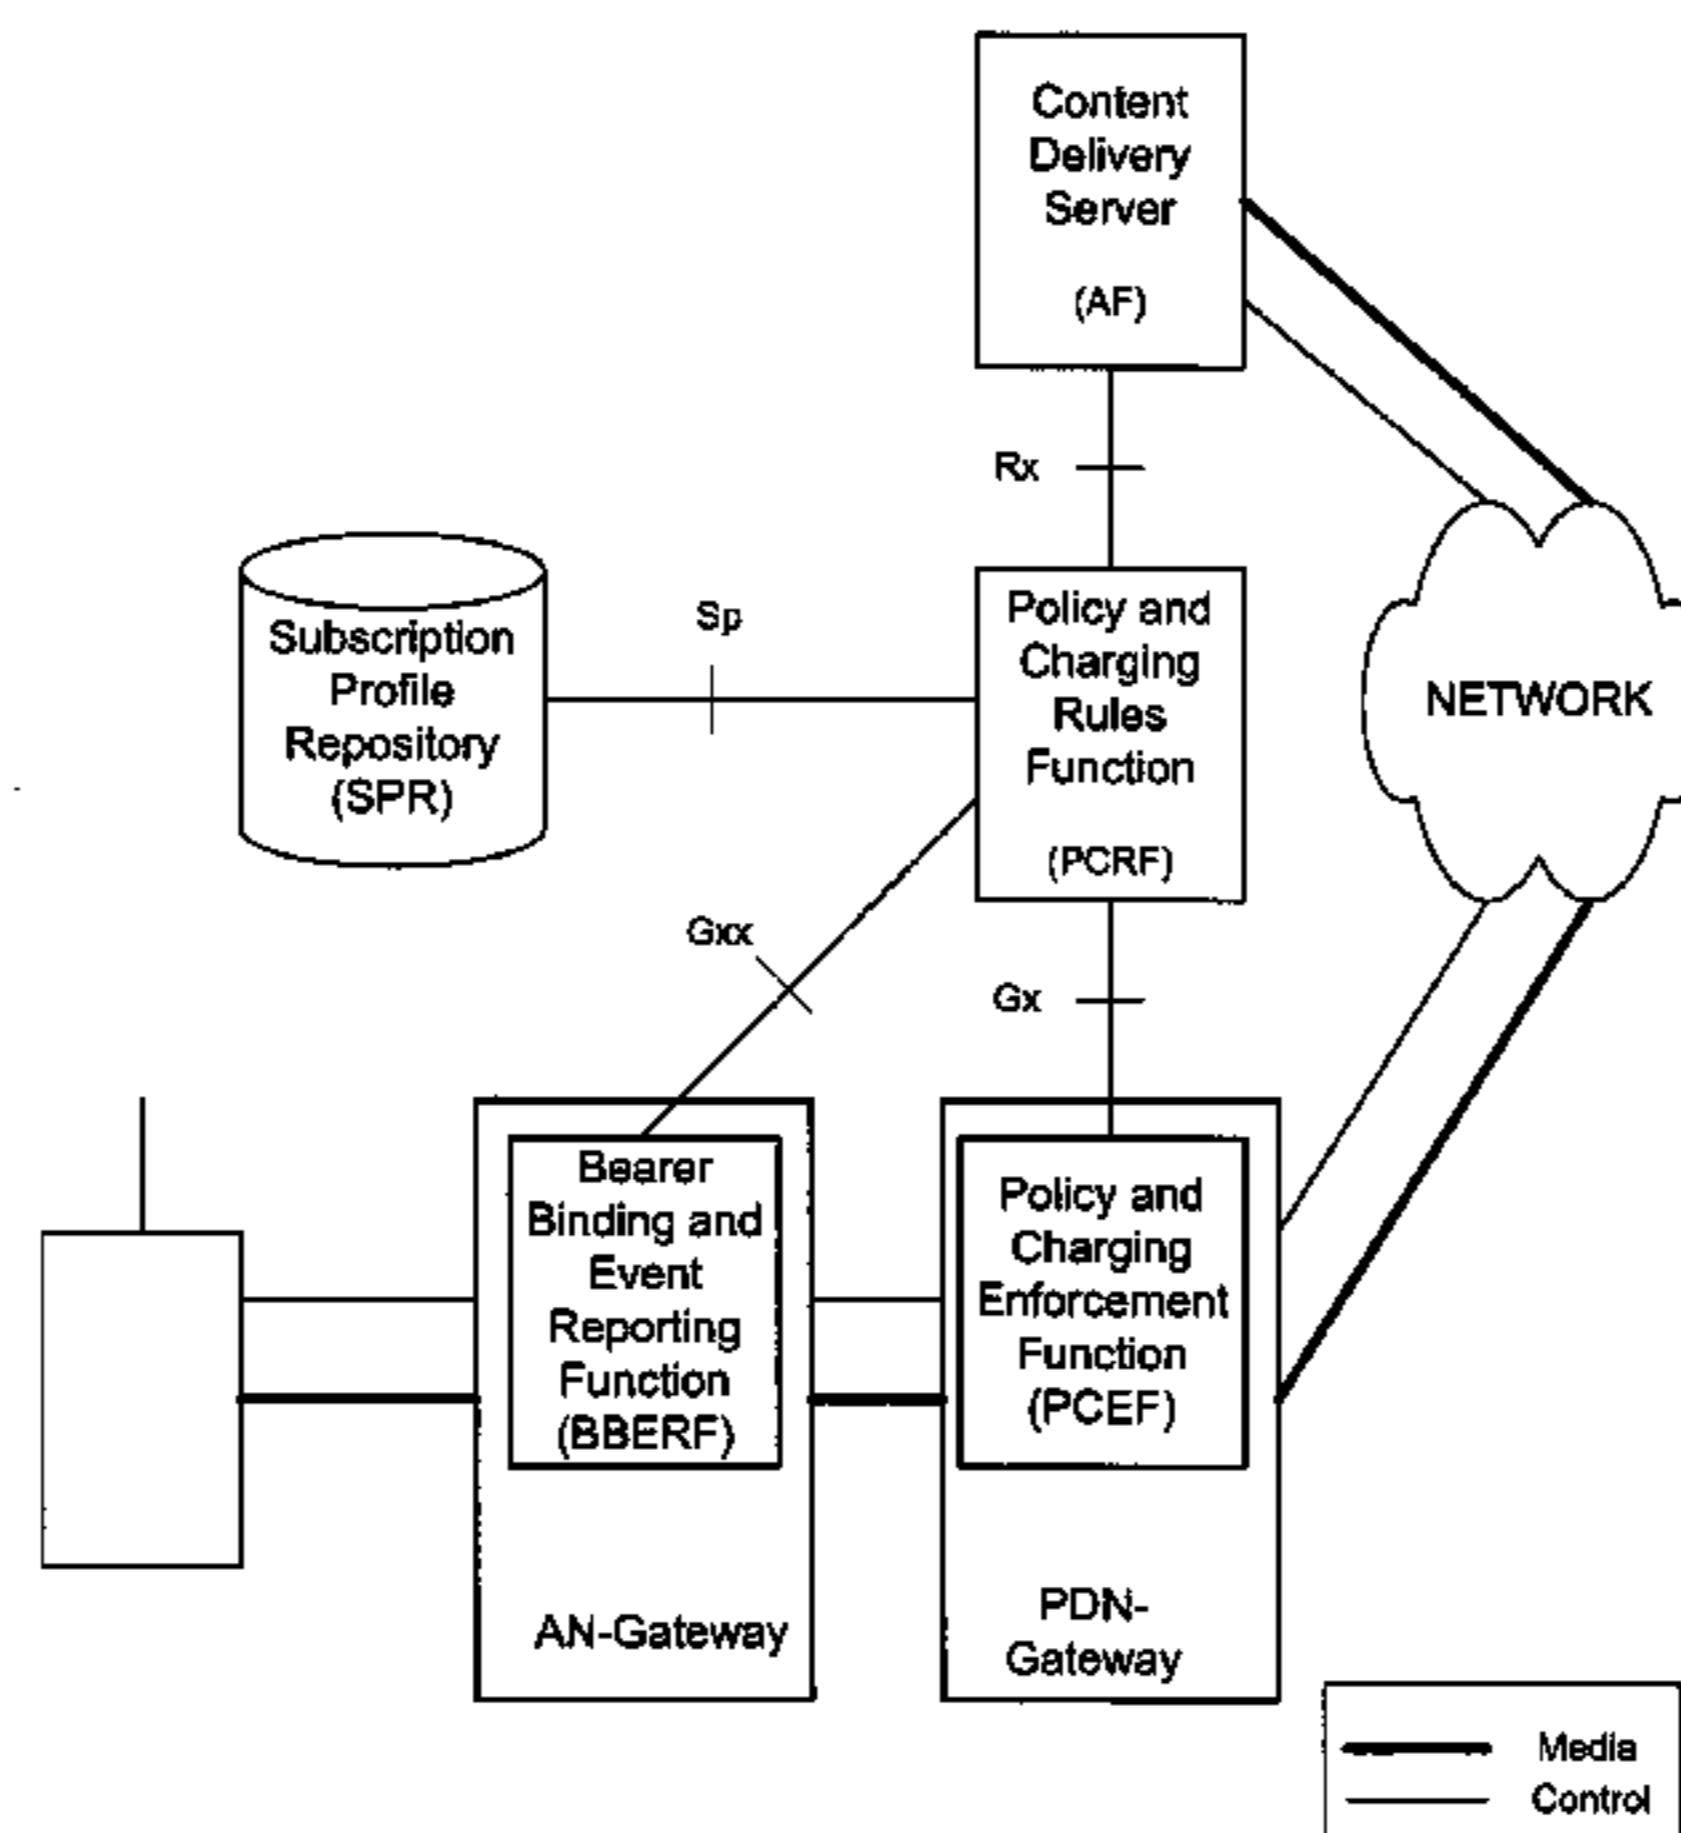 Content
Delivery
Server
(AF)
Rx
Subscription
Profile
Repository
(SPR)
Sp
Policy and
Charging
Rules
Function
(PCRF)
NETWORK
Gxx
Gx
Bearer
Binding and
Event
Reporting
Function
(BBERF)
AN-Gateway
Policy and
Charging
Enforcement
Function
(PCEF)
PDN-
Gateway
Media
Control